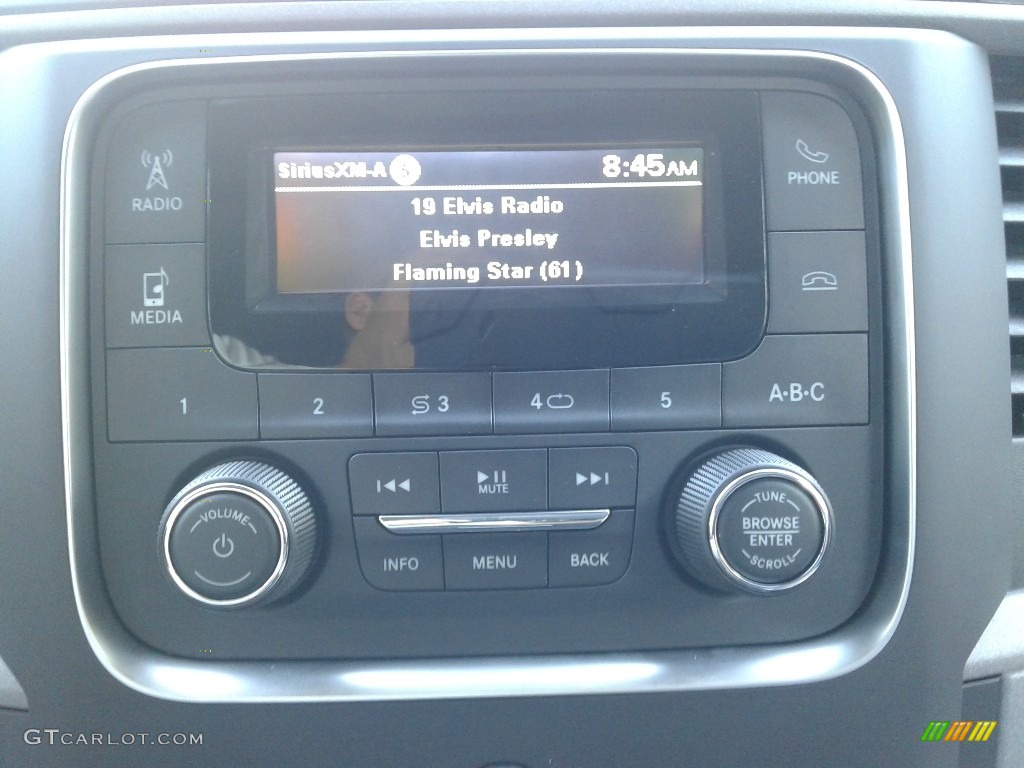 SiriusXM-A 8:45AM
19 Elvis Radio
Elvis Presley
Flaming Star (61)
RADIO
MEDIA
PHONE
1 2 3 4 5 A·B·C
VOLUME
MUTE
INFO MENU BACK
TUNE
BROWSE
ENTER
SCROLL
GTCARLOT.COM